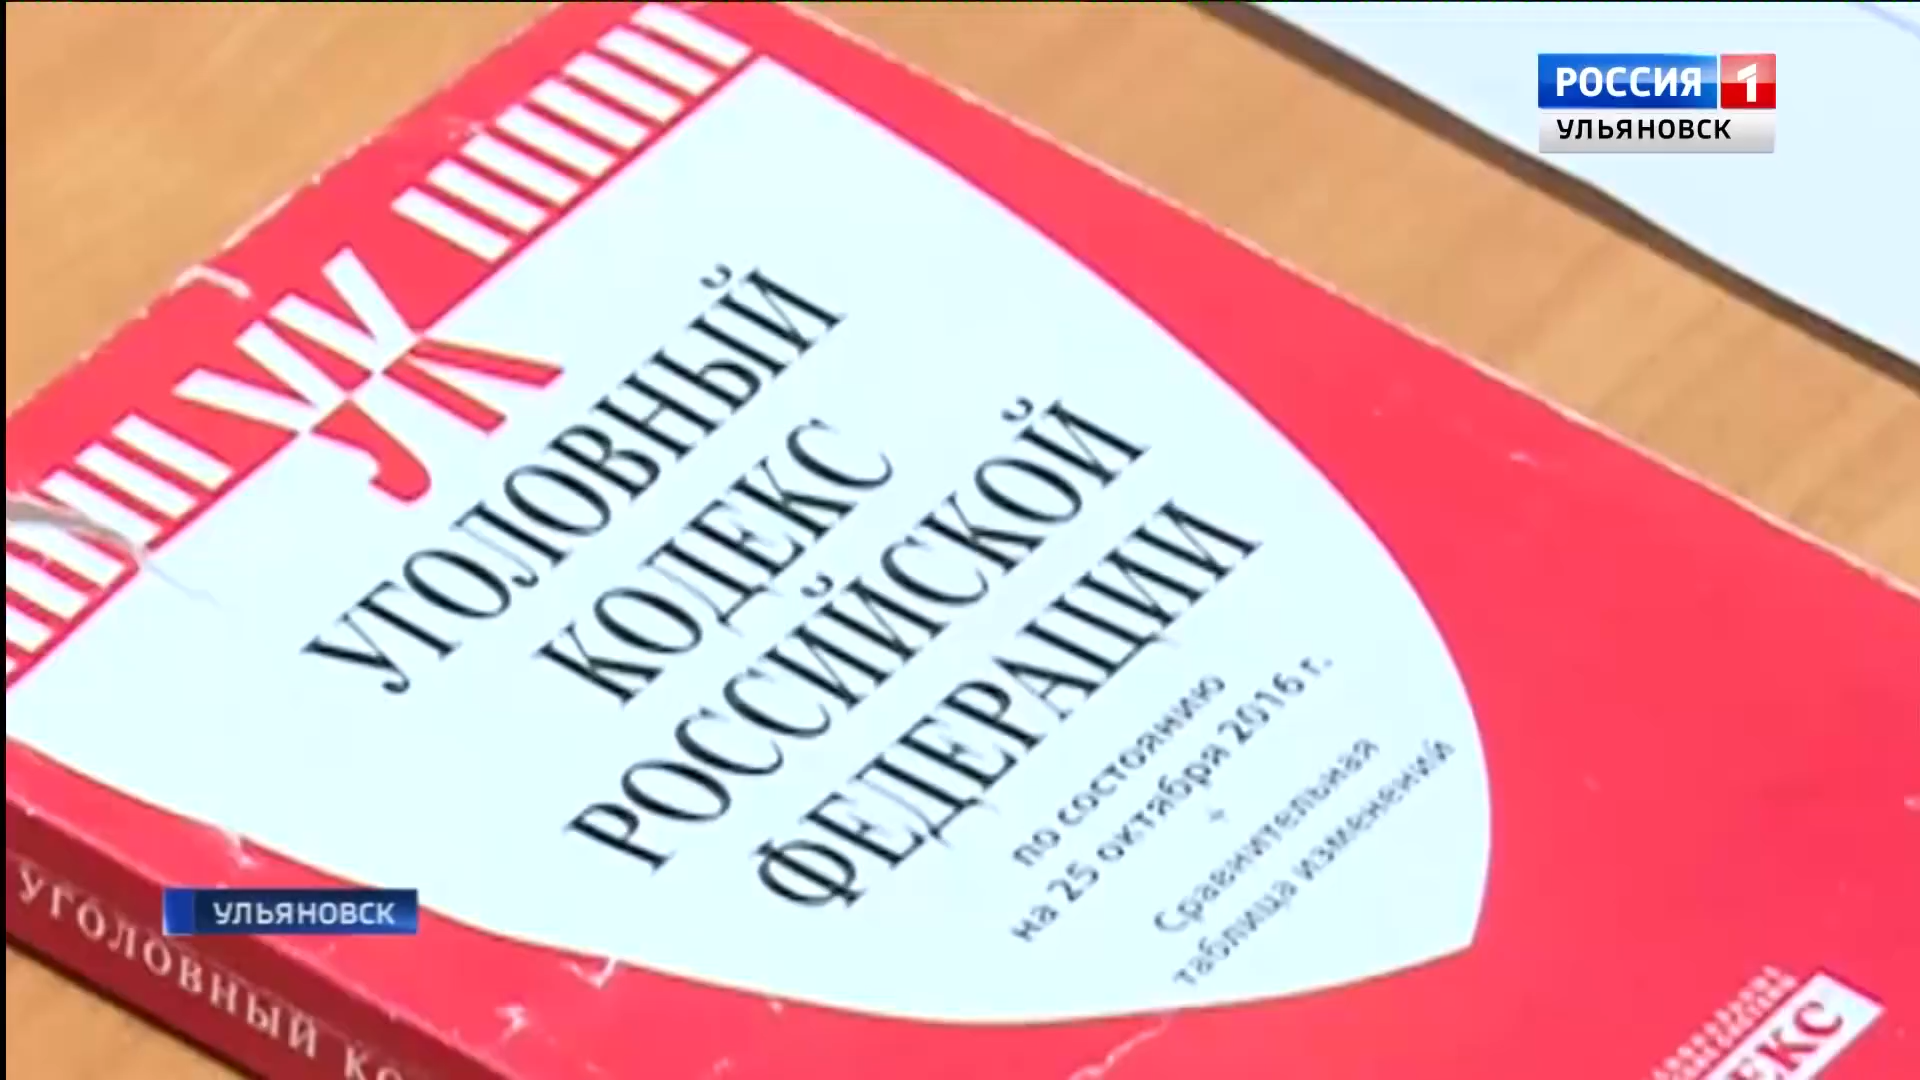 РОССИЯ 1
УЛЬЯНОВСК
УК
УГОЛОВНЫЙ
КОДЕКС
РОССИЙСКОЙ
ФЕДЕРАЦИИ
по состоянию
на 25 октября 2016 г.
+
Сравнительная
таблица изменений
УЛЬЯНОВСК
УГОЛОВНЫЙ